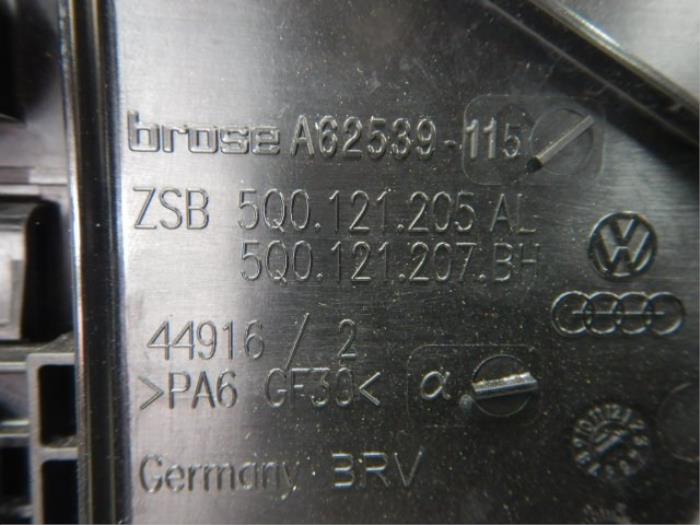 brose A62539-115
ZSB 5Q0.121.205 AL
5Q0.121.207.BH
44916 / 2
>PA6 GF30< α
Germany BRV